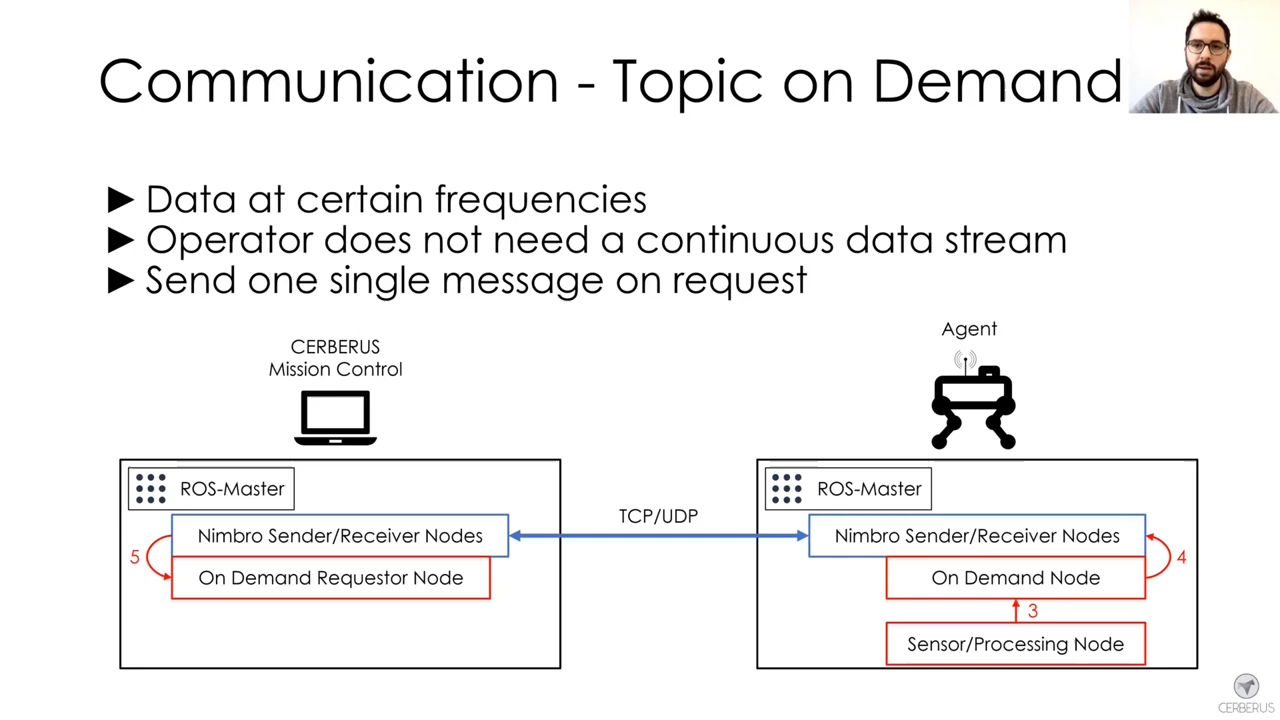 Communication - Topic on Demand
► Data at certain frequencies
► Operator does not need a continuous data stream
► Send one single message on request
CERBERUS
Mission Control
Agent
ROS-Master
ROS-Master
Nimbro Sender/Receiver Nodes
TCP/UDP
Nimbro Sender/Receiver Nodes
5
On Demand Requestor Node
On Demand Node
4
3
Sensor/Processing Node
CERBERUS